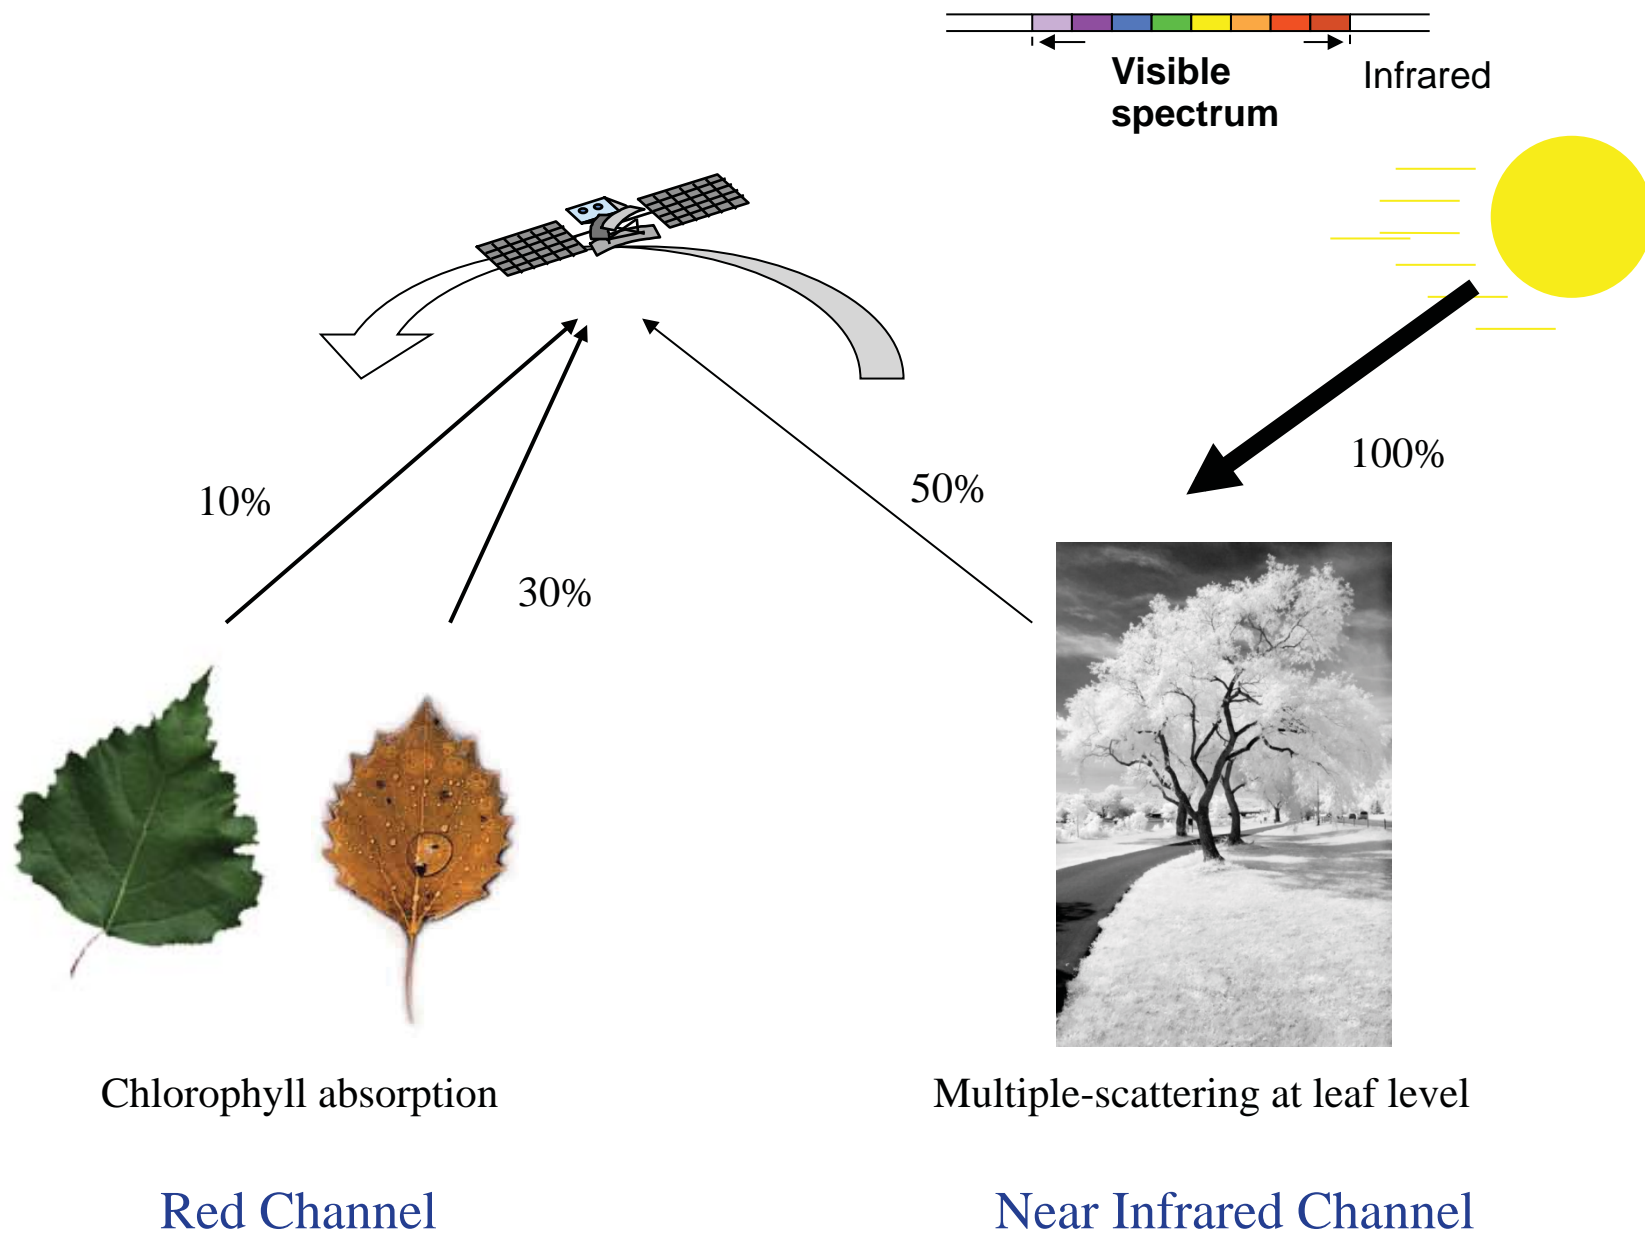 Visible
spectrum
Infrared
100%
10%
50%
30%
Chlorophyll absorption
Multiple-scattering at leaf level
Red Channel
Near Infrared Channel